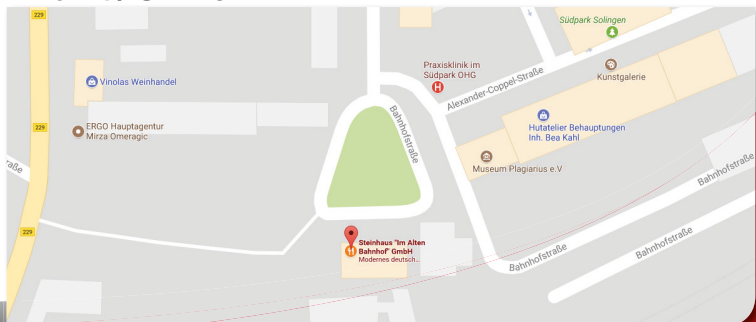 229
Südpark Solingen
Vinolas Weinhandel
Praxisklinik im
Südpark OHG
Kunstgalerie
Alexander-Coppel-Straße
Bahnhofstraße
229
ERGO Hauptagentur
Mirza Omeragic
Hutatelier Behauptungen
Inh. Bea Kahl
Museum Plagiarius e.V
raße
Bahnhofstraße
229
Steinhaus "Im Alten
Bahnhof" GmbH
Modernes deutsch...
Bahnhofstraße
Bahnhofstraße